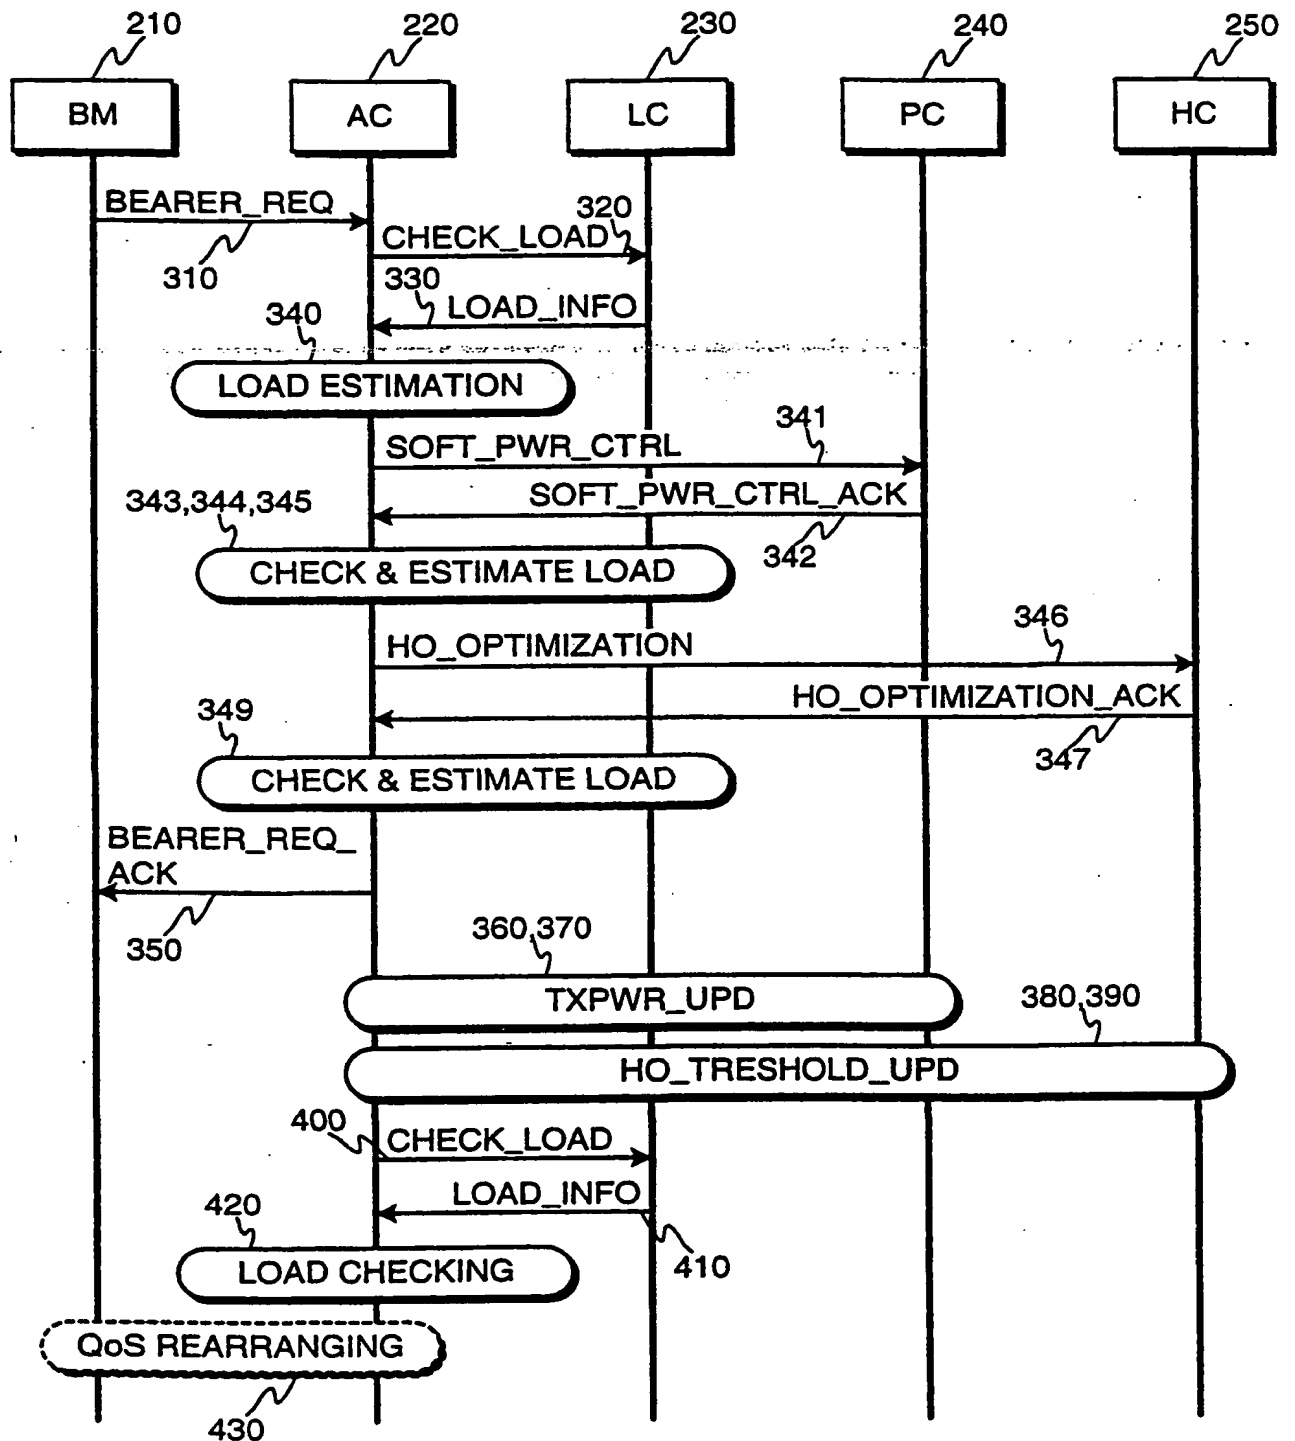 210
220
230
240
250
BM
AC
LC
PC
HC
BEARER_REQ
320
CHECK_LOAD
310
330
LOAD_INFO
340
LOAD ESTIMATION
341
SOFT_PWR_CTRL
343,344,345
SOFT_PWR_CTRL_ACK
342
CHECK & ESTIMATE LOAD
346
HO_OPTIMIZATION
HO_OPTIMIZATION_ACK
349
347
CHECK & ESTIMATE LOAD
BEARER_REQ_
ACK
350
360,370
TXPWR_UPD
380,390
HO_TRESHOLD_UPD
400
CHECK_LOAD
LOAD_INFO
420
410
LOAD CHECKING
QoS REARRANGING
430